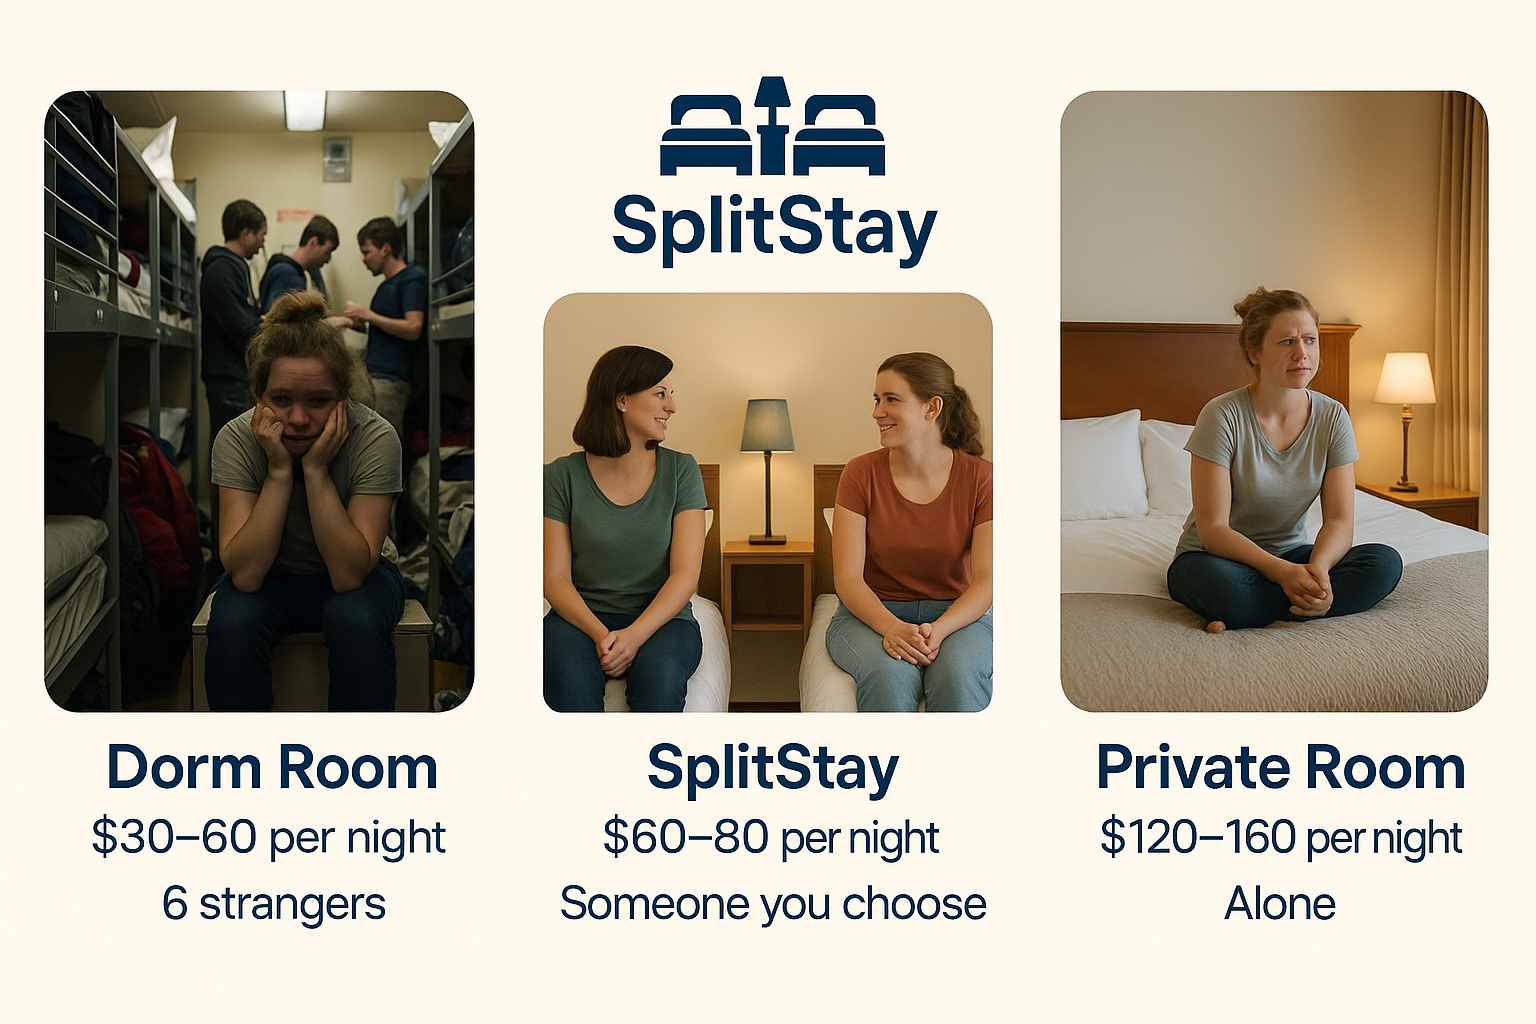 SplitStay
Dorm Room
$30–60 per night
6 strangers
SplitStay
$60–80 per night
Someone you choose
Private Room
$120–160 per night
Alone